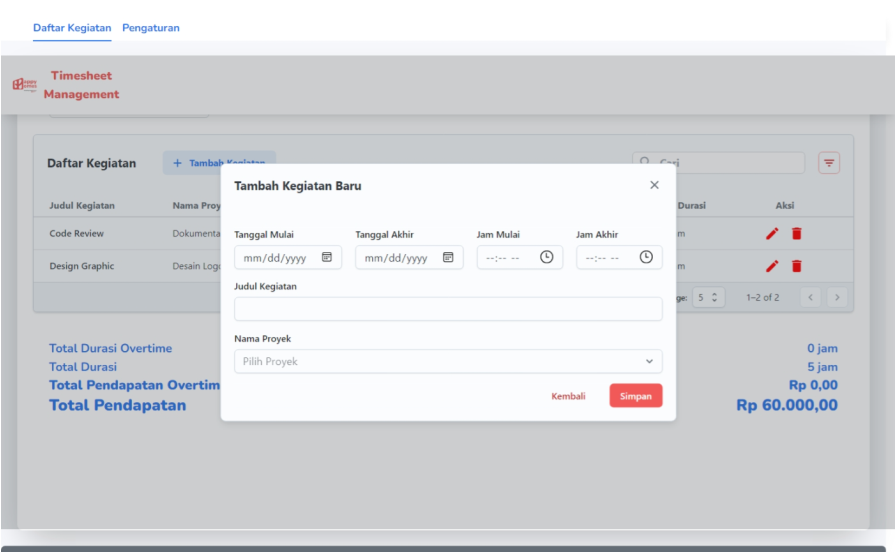 Daftar Kegiatan Pengaturan
Timesheet
Management
Daftar Kegiatan + Tambah Kegiatan Cari
Tambah Kegiatan Baru
Judul Kegiatan Nama Proy Durasi Aksi
Code Review Dokumenta m
Design Graphic Desain Logo m
Tanggal Mulai Tanggal Akhir Jam Mulai Jam Akhir
mm/dd/yyyy mm/dd/yyyy --:-- -- --:-- --
Judul Kegiatan
ge: 5 1–2 of 2
Nama Proyek
Pilih Proyek
Kembali Simpan
Total Durasi Overtime 0 jam
Total Durasi 5 jam
Total Pendapatan Overtim Rp 0,00
Total Pendapatan Rp 60.000,00